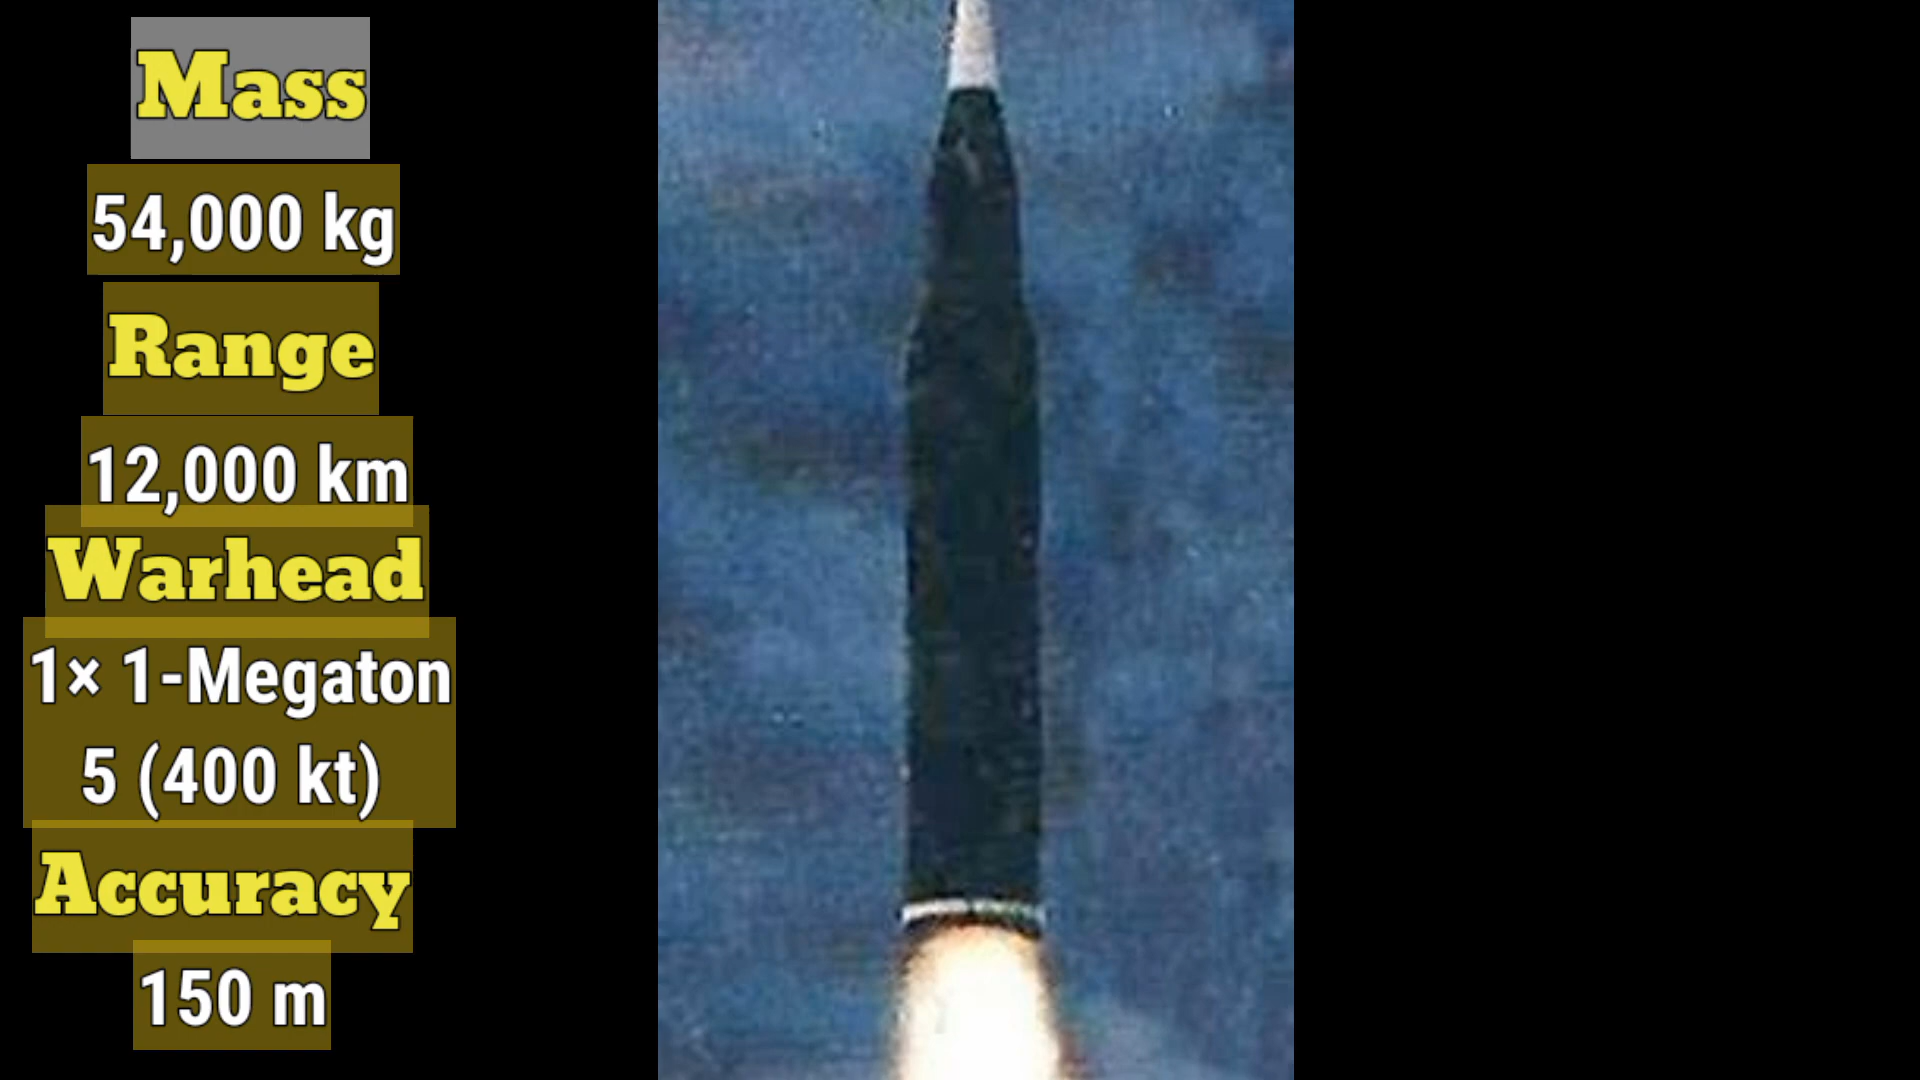 Mass
54,000 kg
Range
12,000 km
Warhead
1× 1-Megaton
5 (400 kt)
Accuracy
150 m